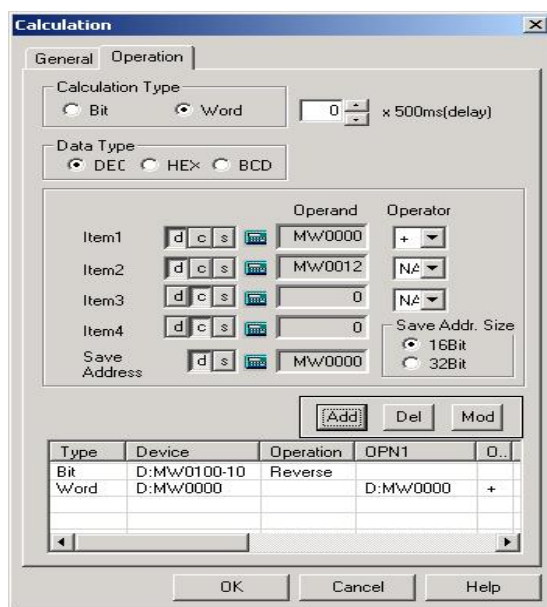 Calculation
General Operation
Calculation Type
Bit Word 0 x 500ms(delay)
Data Type
DEC HEX BCD
Operand Operator
Item1 d c s MW0000 +
Item2 d c s MW0012 NA
Item3 d c s 0 NA
Item4 d c s 0
Save Addr. Size
16Bit
32Bit
Save
Address d s MW0000
Add Del Mod
Type Device Operation OPN1 O..
Bit D:MW0100-10 Reverse
Word D:MW0000 D:MW0000 +
OK Cancel Help